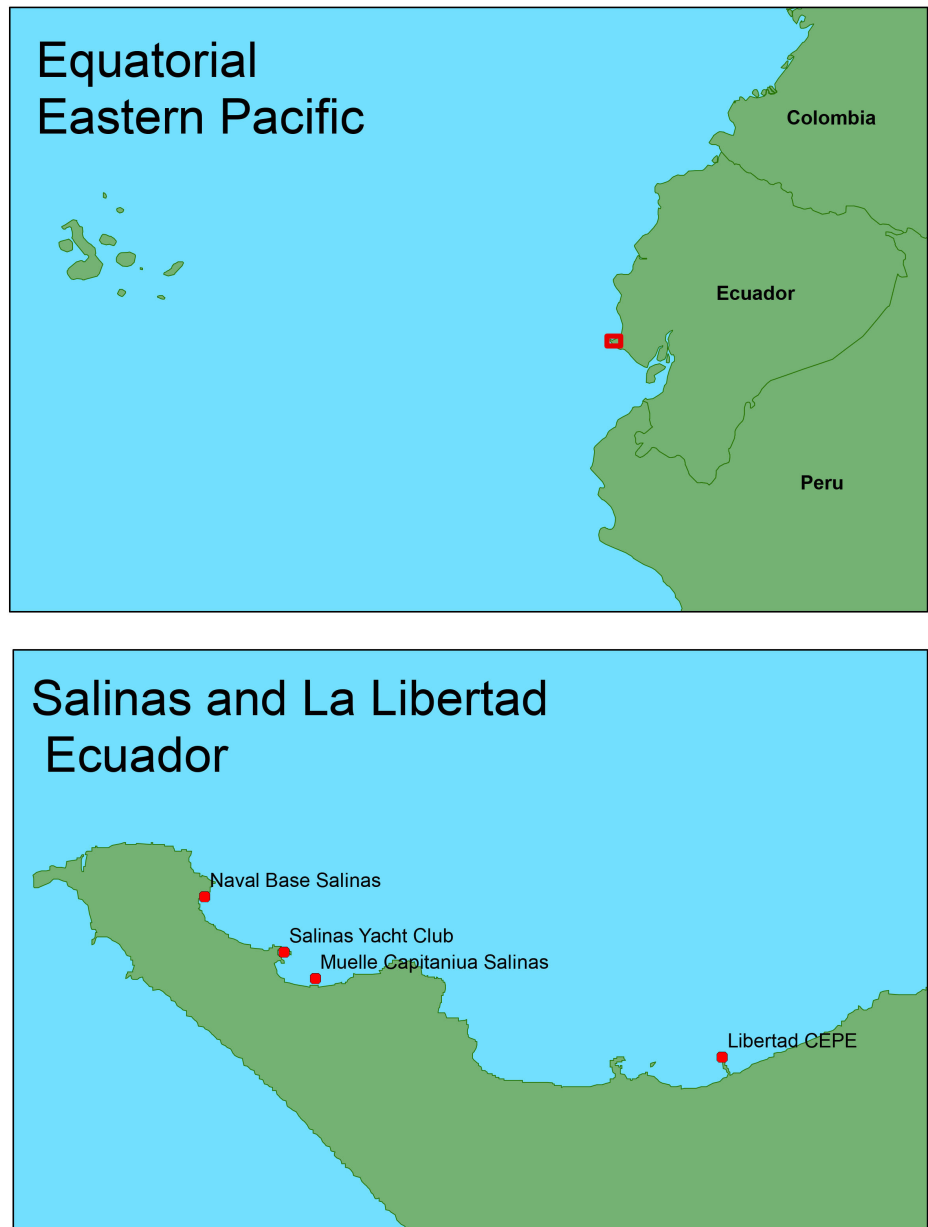 Equatorial
Eastern Pacific
Colombia
Ecuador
Peru
Salinas and La Libertad
Ecuador
Naval Base Salinas
Salinas Yacht Club
Muelle Capitaniua Salinas
Libertad CEPE